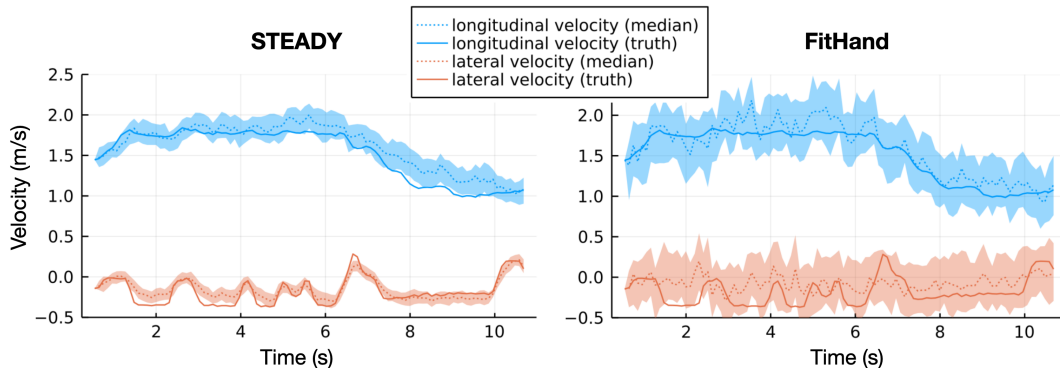 STEADY
FitHand
longitudinal velocity (median)
longitudinal velocity (truth)
lateral velocity (median)
lateral velocity (truth)
Velocity (m/s)
2.5
2.0
1.5
1.0
0.5
0.0
−0.5
2
4
6
8
10
Time (s)
2.0
1.5
1.0
0.5
0.0
−0.5
2
4
6
8
10
Time (s)